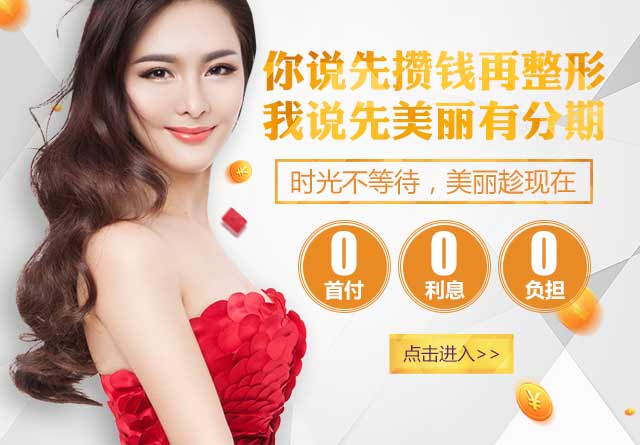 你说先攒钱再整形
我说先美丽有分期
时光不等待，美丽趁现在
0 0 0
首付 利息 负担
点击进入>>
¥